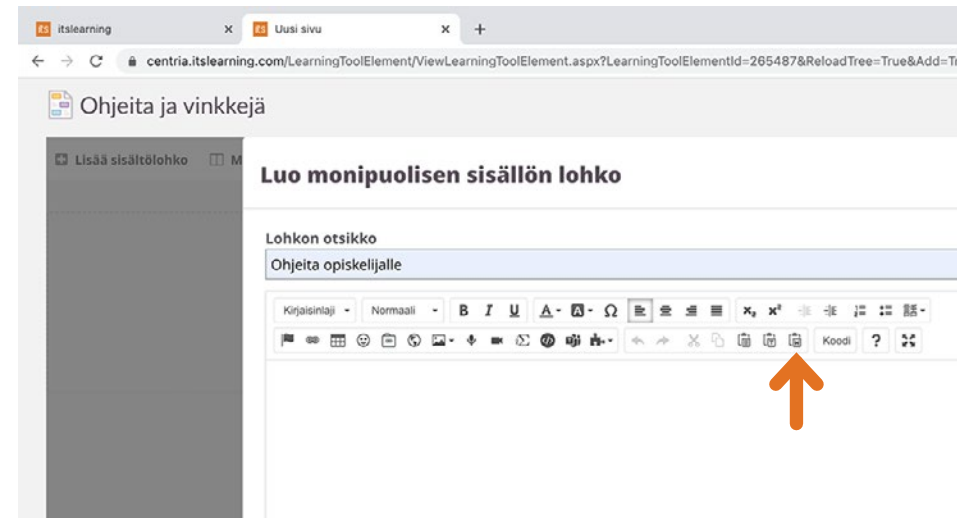 itslearning
Uusi sivu
centria.itslearning.com/LearningToolElement/ViewLearningToolElement.aspx?LearningToolElementId=265487&ReloadTree=True&Add=Tr
Ohjeita ja vinkkejä
Lisää sisältölohko M
Luo monipuolisen sisällön lohko
Lohkon otsikko
Ohjeita opiskelijalle
Kirjaisinlaji Normaali B I U A A Ω x₂ x²
Koodi ?